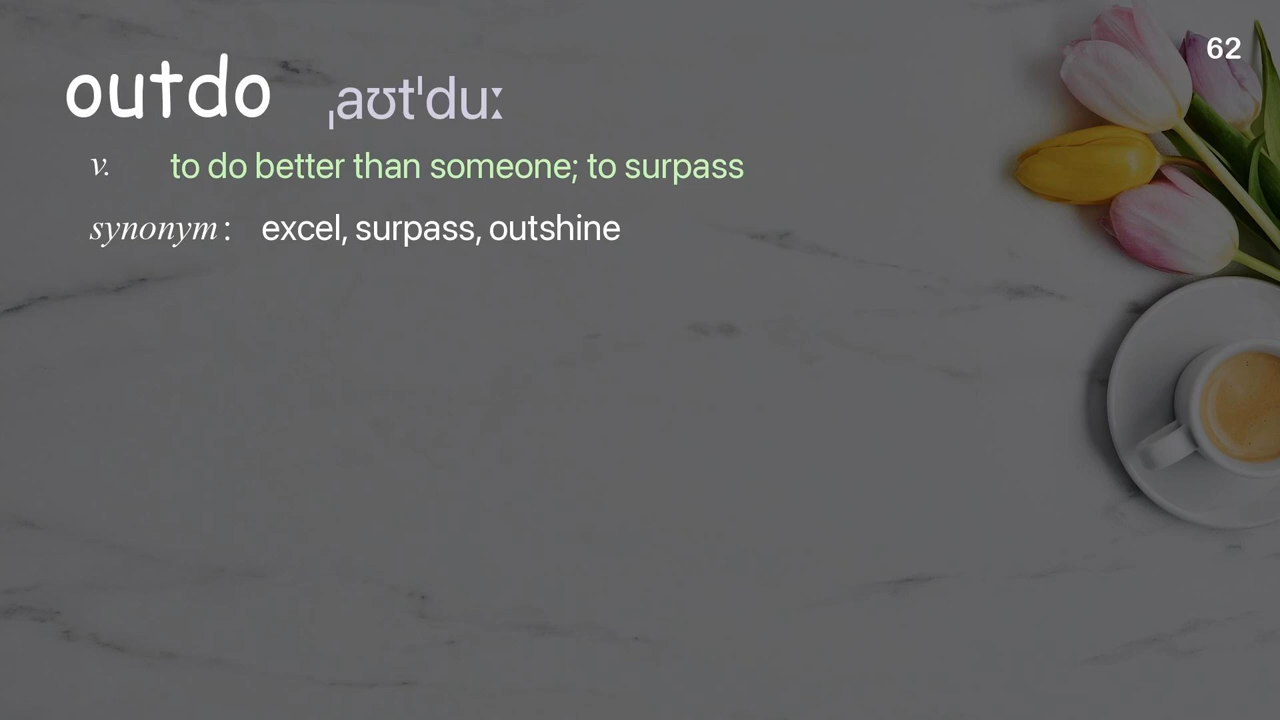 62
outdo ˌaʊtˈduː
v. to do better than someone; to surpass
synonym: excel, surpass, outshine